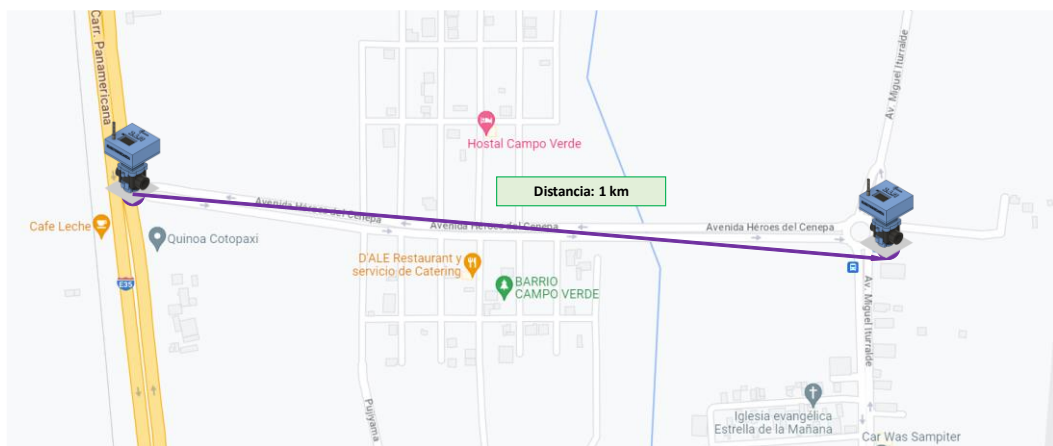 Carr. Panamericana
Av. Miguel Iturralde
Hostal Campo Verde
Distancia: 1 km
Avenida Héroes del Cenepa
Avenida Héroes del Cenepa
Avenida Héroes del Cenepa
Cafe Leche
Quinoa Cotopaxi
D'ALE Restaurant y
servicio de Catering
E35
BARRIO
CAMPO VERDE
Av. Miguel Iturralde
Pujyama
Iglesia evangélica
Estrella de la Mañana
Car Was Sampiter